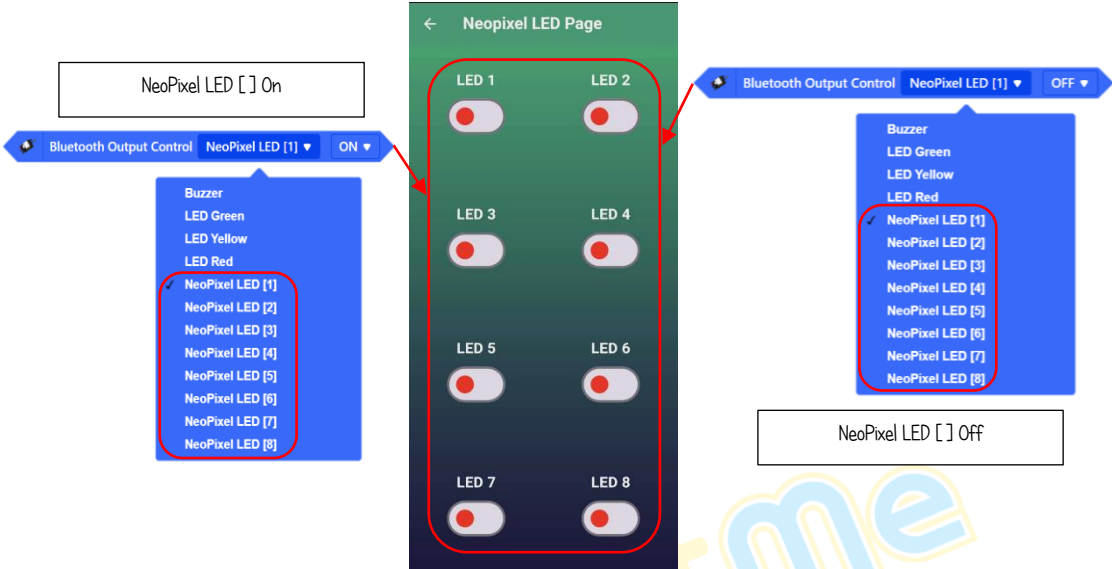 NeoPixel LED [ ] On
Bluetooth Output Control NeoPixel LED [1] ▼ ON ▼
Buzzer
LED Green
LED Yellow
LED Red
✓ NeoPixel LED [1]
NeoPixel LED [2]
NeoPixel LED [3]
NeoPixel LED [4]
NeoPixel LED [5]
NeoPixel LED [6]
NeoPixel LED [7]
NeoPixel LED [8]
← Neopixel LED Page
LED 1 LED 2
LED 3 LED 4
LED 5 LED 6
LED 7 LED 8
Bluetooth Output Control NeoPixel LED [1] ▼ OFF ▼
Buzzer
LED Green
LED Yellow
LED Red
✓ NeoPixel LED [1]
NeoPixel LED [2]
NeoPixel LED [3]
NeoPixel LED [4]
NeoPixel LED [5]
NeoPixel LED [6]
NeoPixel LED [7]
NeoPixel LED [8]
NeoPixel LED [ ] Off
me